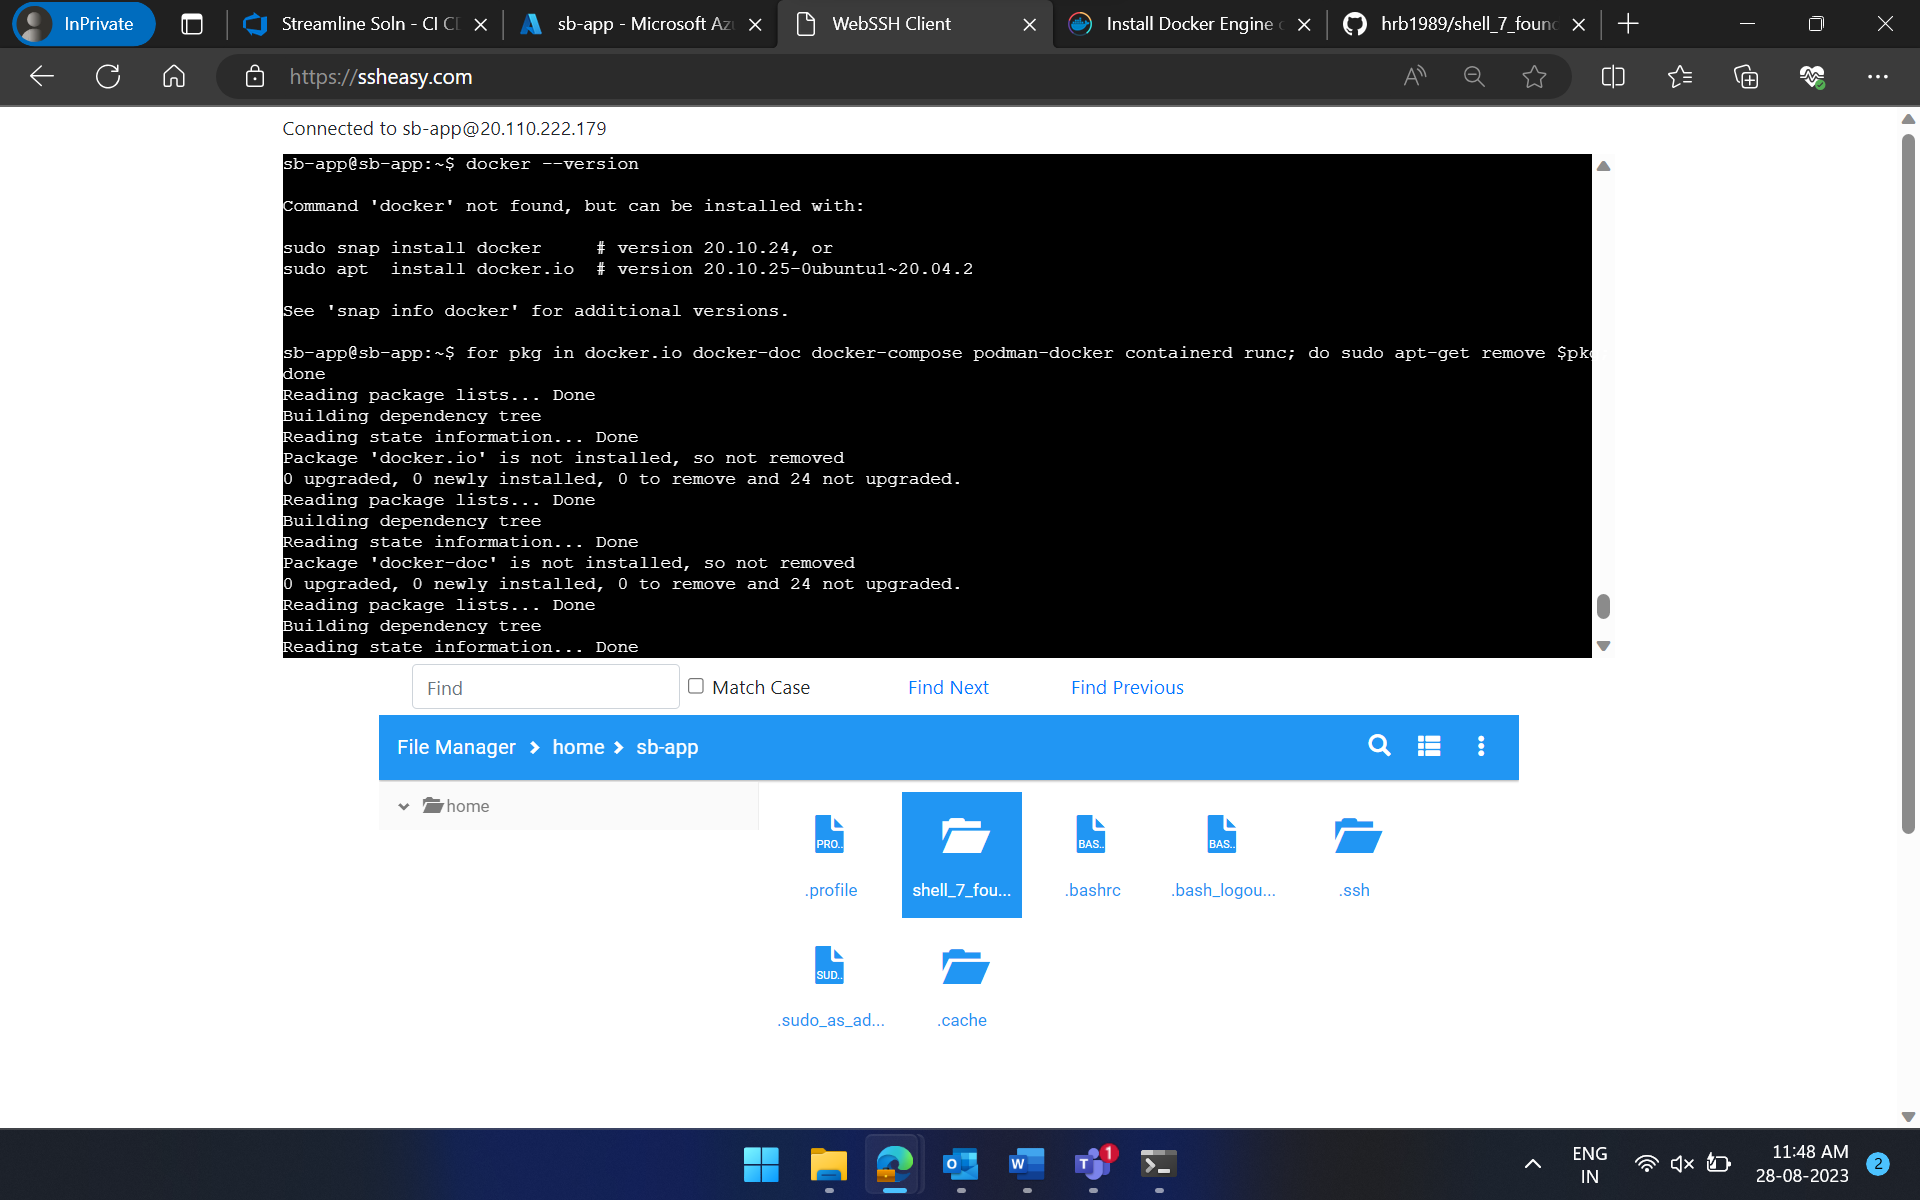 InPrivate
Streamline Soln - CI C
sb-app - Microsoft Az
WebSSH Client
Install Docker Engine
hrb1989/shell_7_foun
https://ssheasy.com
Connected to sb-app@20.110.222.179
sb-app@sb-app:~$ docker --version
Command 'docker' not found, but can be installed with:
sudo snap install docker     # version 20.10.24, or
sudo apt  install docker.io  # version 20.10.25-0ubuntu1~20.04.2
See 'snap info docker' for additional versions.
sb-app@sb-app:~$ for pkg in docker.io docker-doc docker-compose podman-docker containerd runc; do sudo apt-get remove $pkg;
done
Reading package lists... Done
Building dependency tree
Reading state information... Done
Package 'docker.io' is not installed, so not removed
0 upgraded, 0 newly installed, 0 to remove and 24 not upgraded.
Reading package lists... Done
Building dependency tree
Reading state information... Done
Package 'docker-doc' is not installed, so not removed
0 upgraded, 0 newly installed, 0 to remove and 24 not upgraded.
Reading package lists... Done
Building dependency tree
Reading state information... Done
Find
Match Case
Find Next
Find Previous
File Manager > home > sb-app
home
PRO..
BAS..
BAS..
.profile
shell_7_fou...
.bashrc
.bash_logou...
.ssh
SUD..
.sudo_as_ad...
.cache
1
ENG
IN
11:48 AM
28-08-2023
2